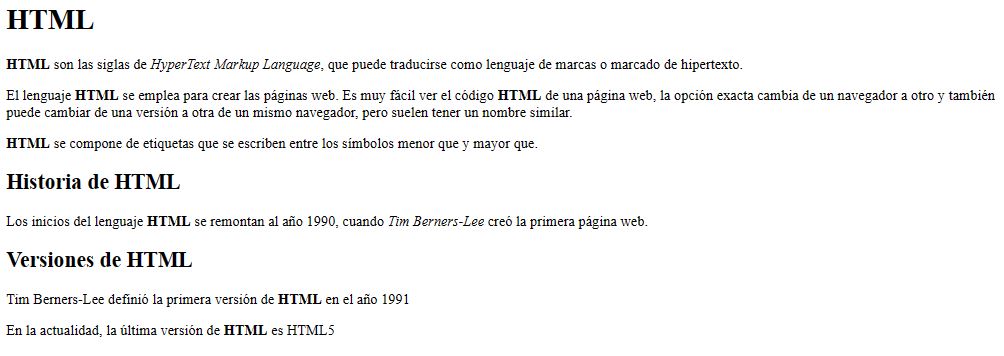 HTML
HTML son las siglas de HyperText Markup Language, que puede traducirse como lenguaje de marcas o marcado de hipertexto.
El lenguaje HTML se emplea para crear las páginas web. Es muy fácil ver el código HTML de una página web, la opción exacta cambia de un navegador a otro y también
puede cambiar de una versión a otra de un mismo navegador, pero suelen tener un nombre similar.
HTML se compone de etiquetas que se escriben entre los símbolos menor que y mayor que.
Historia de HTML
Los inicios del lenguaje HTML se remontan al año 1990, cuando Tim Berners-Lee creó la primera página web.
Versiones de HTML
Tim Berners-Lee definió la primera versión de HTML en el año 1991
En la actualidad, la última versión de HTML es HTML5